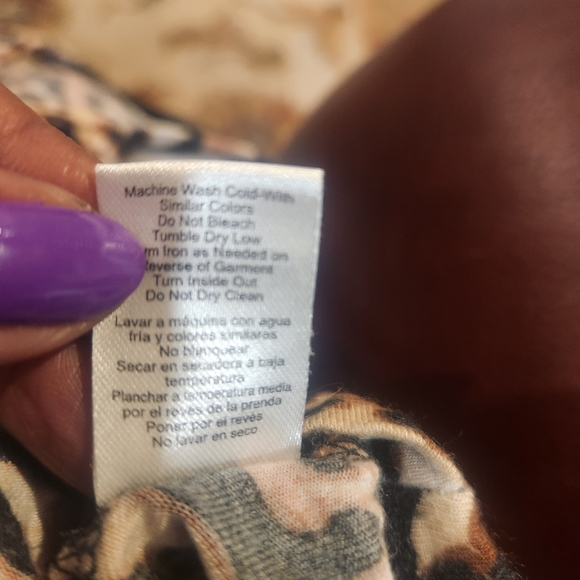 Machine Wash Cold-With
Similar Colors
Do Not Bleach
Tumble Dry Low
Iron as Needed on
Reverse of Garment
Turn Inside Out
Do Not Dry Clean
Lavar a máquina con agua
fría y colores similares
No blanquear
Secar en secadora a baja
temperatura
Planchar a temperatura media
por el revés de la prenda
Poner por el revés
No lavar en seco